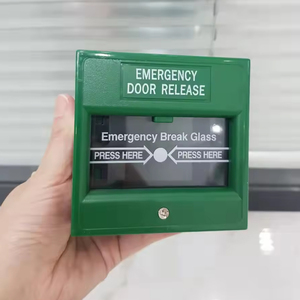 EMERGENCY
DOOR RELEASE
Emergency Break Glass
PRESS HERE PRESS HERE